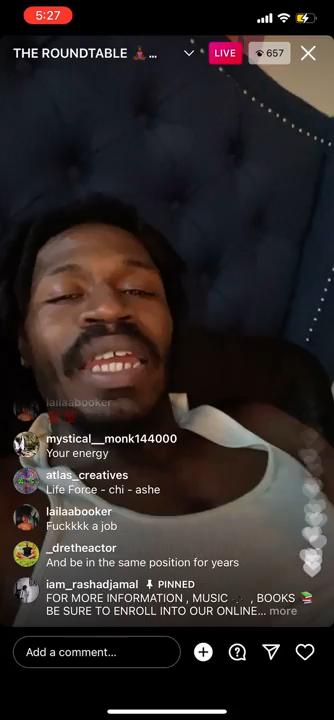 5:27
THE ROUNDTABLE 🧘🏾‍♂️ ...
LIVE
657
lailaabooker
💯💯
mystical__monk144000
Your energy
atlas_creatives
Life Force - chi - ashe
lailaabooker
Fuckkkk a job
_dretheactor
And be in the same position for years
iam_rashadjamal PINNED
FOR MORE INFORMATION , MUSIC 🎶 , BOOKS 📚
BE SURE TO ENROLL INTO OUR ONLINE... more
Add a comment...